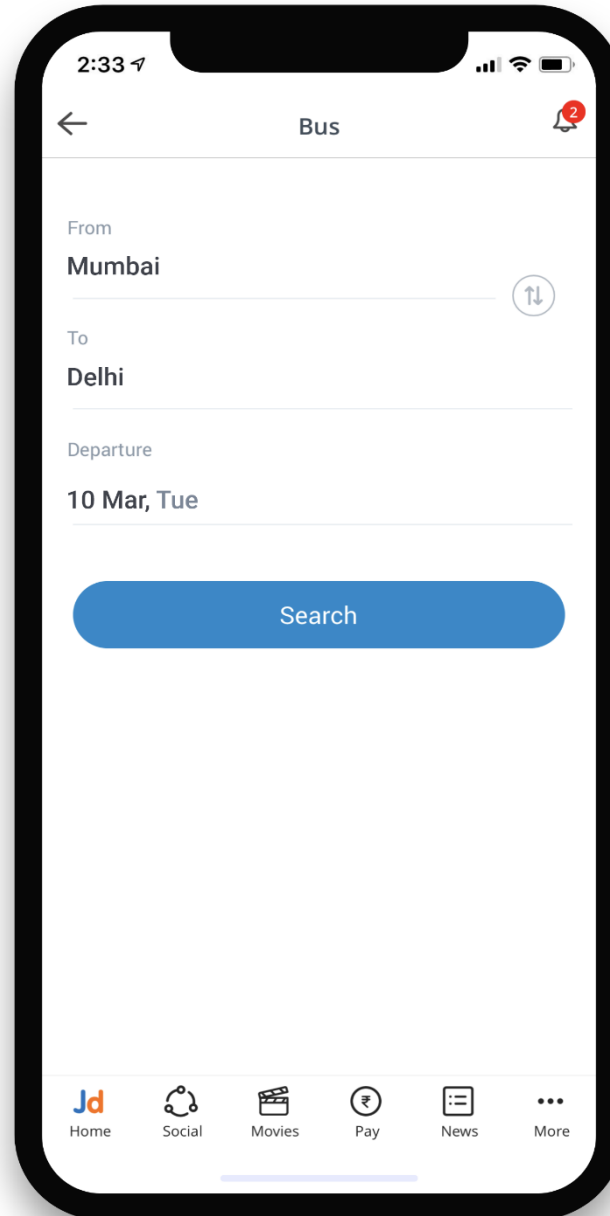 2:33
Bus
2
From
Mumbai
To
Delhi
Departure
10 Mar, Tue
Search
Jd
₹
Home Social Movies Pay News More